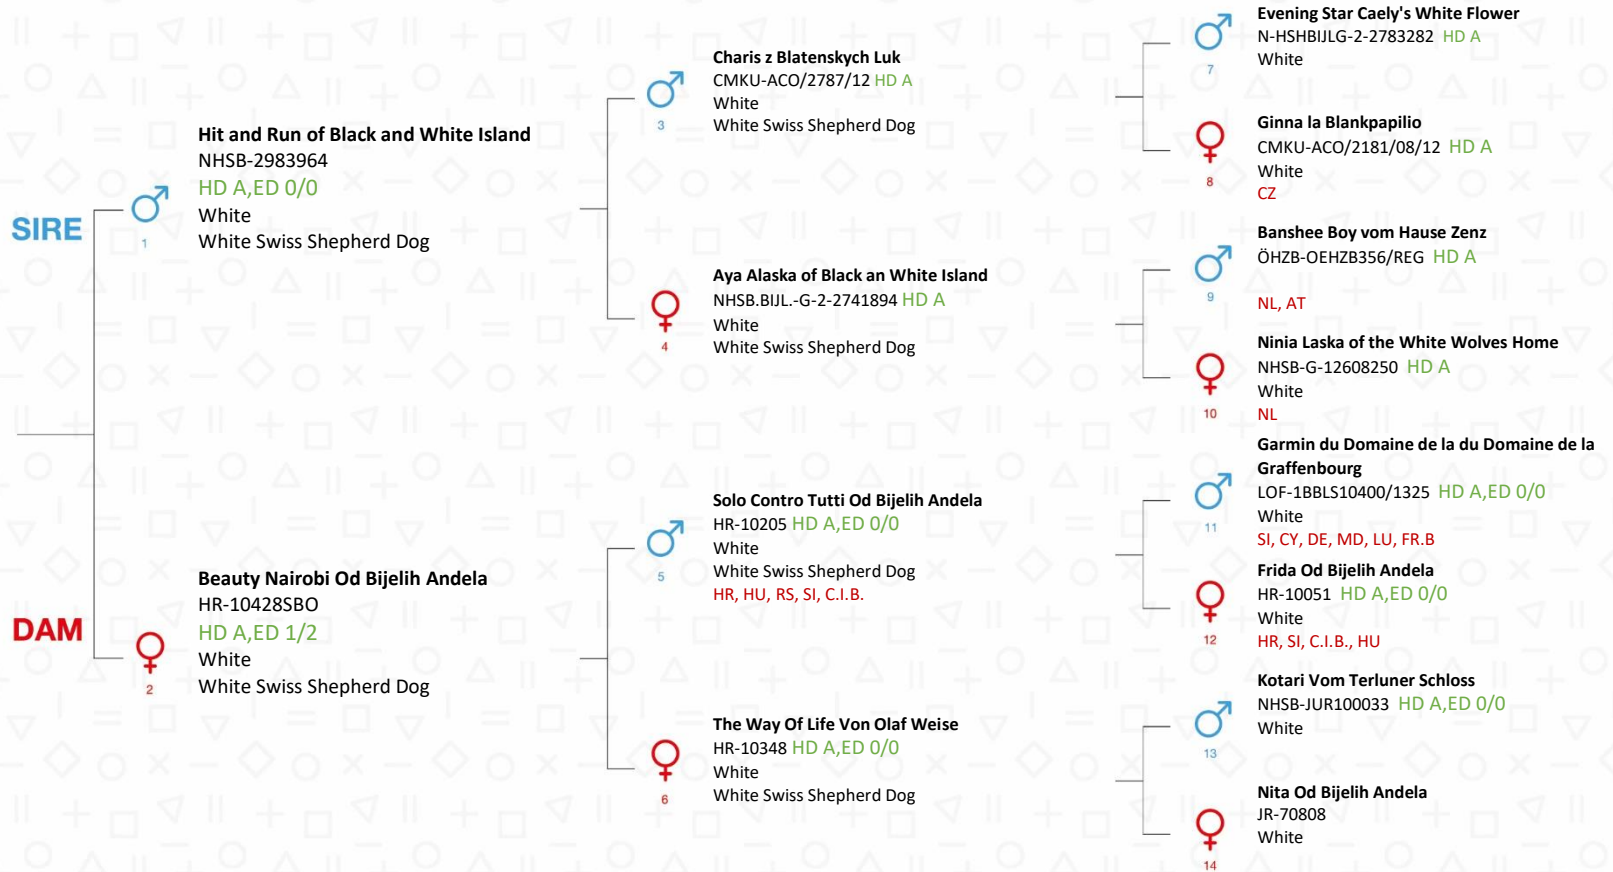 SIRE
1
Hit and Run of Black and White Island
NHSB-2983964
HD A,ED 0/0
White
White Swiss Shepherd Dog
DAM
2
Beauty Nairobi Od Bijelih Andela
HR-10428SBO
HD A,ED 1/2
White
White Swiss Shepherd Dog
3
Charis z Blatenskych Luk
CMKU-ACO/2787/12 HD A
White
White Swiss Shepherd Dog
4
Aya Alaska of Black an White Island
NHSB.BIJL.-G-2-2741894 HD A
White
White Swiss Shepherd Dog
5
Solo Contro Tutti Od Bijelih Andela
HR-10205 HD A,ED 0/0
White
White Swiss Shepherd Dog
HR, HU, RS, SI, C.I.B.
6
The Way Of Life Von Olaf Weise
HR-10348 HD A,ED 0/0
White
White Swiss Shepherd Dog
7
Evening Star Caely's White Flower
N-HSHBIJLG-2-2783282 HD A
White
8
Ginna la Blankpapilio
CMKU-ACO/2181/08/12 HD A
White
CZ
9
Banshee Boy vom Hause Zenz
ÖHZB-OEHZB356/REG HD A
NL, AT
10
Ninia Laska of the White Wolves Home
NHSB-G-12608250 HD A
White
NL
11
Garmin du Domaine de la du Domaine de la
Graffenbourg
LOF-1BBLS10400/1325 HD A,ED 0/0
White
SI, CY, DE, MD, LU, FR.B
12
Frida Od Bijelih Andela
HR-10051 HD A,ED 0/0
White
HR, SI, C.I.B., HU
13
Kotari Vom Terluner Schloss
NHSB-JUR100033 HD A,ED 0/0
White
14
Nita Od Bijelih Andela
JR-70808
White